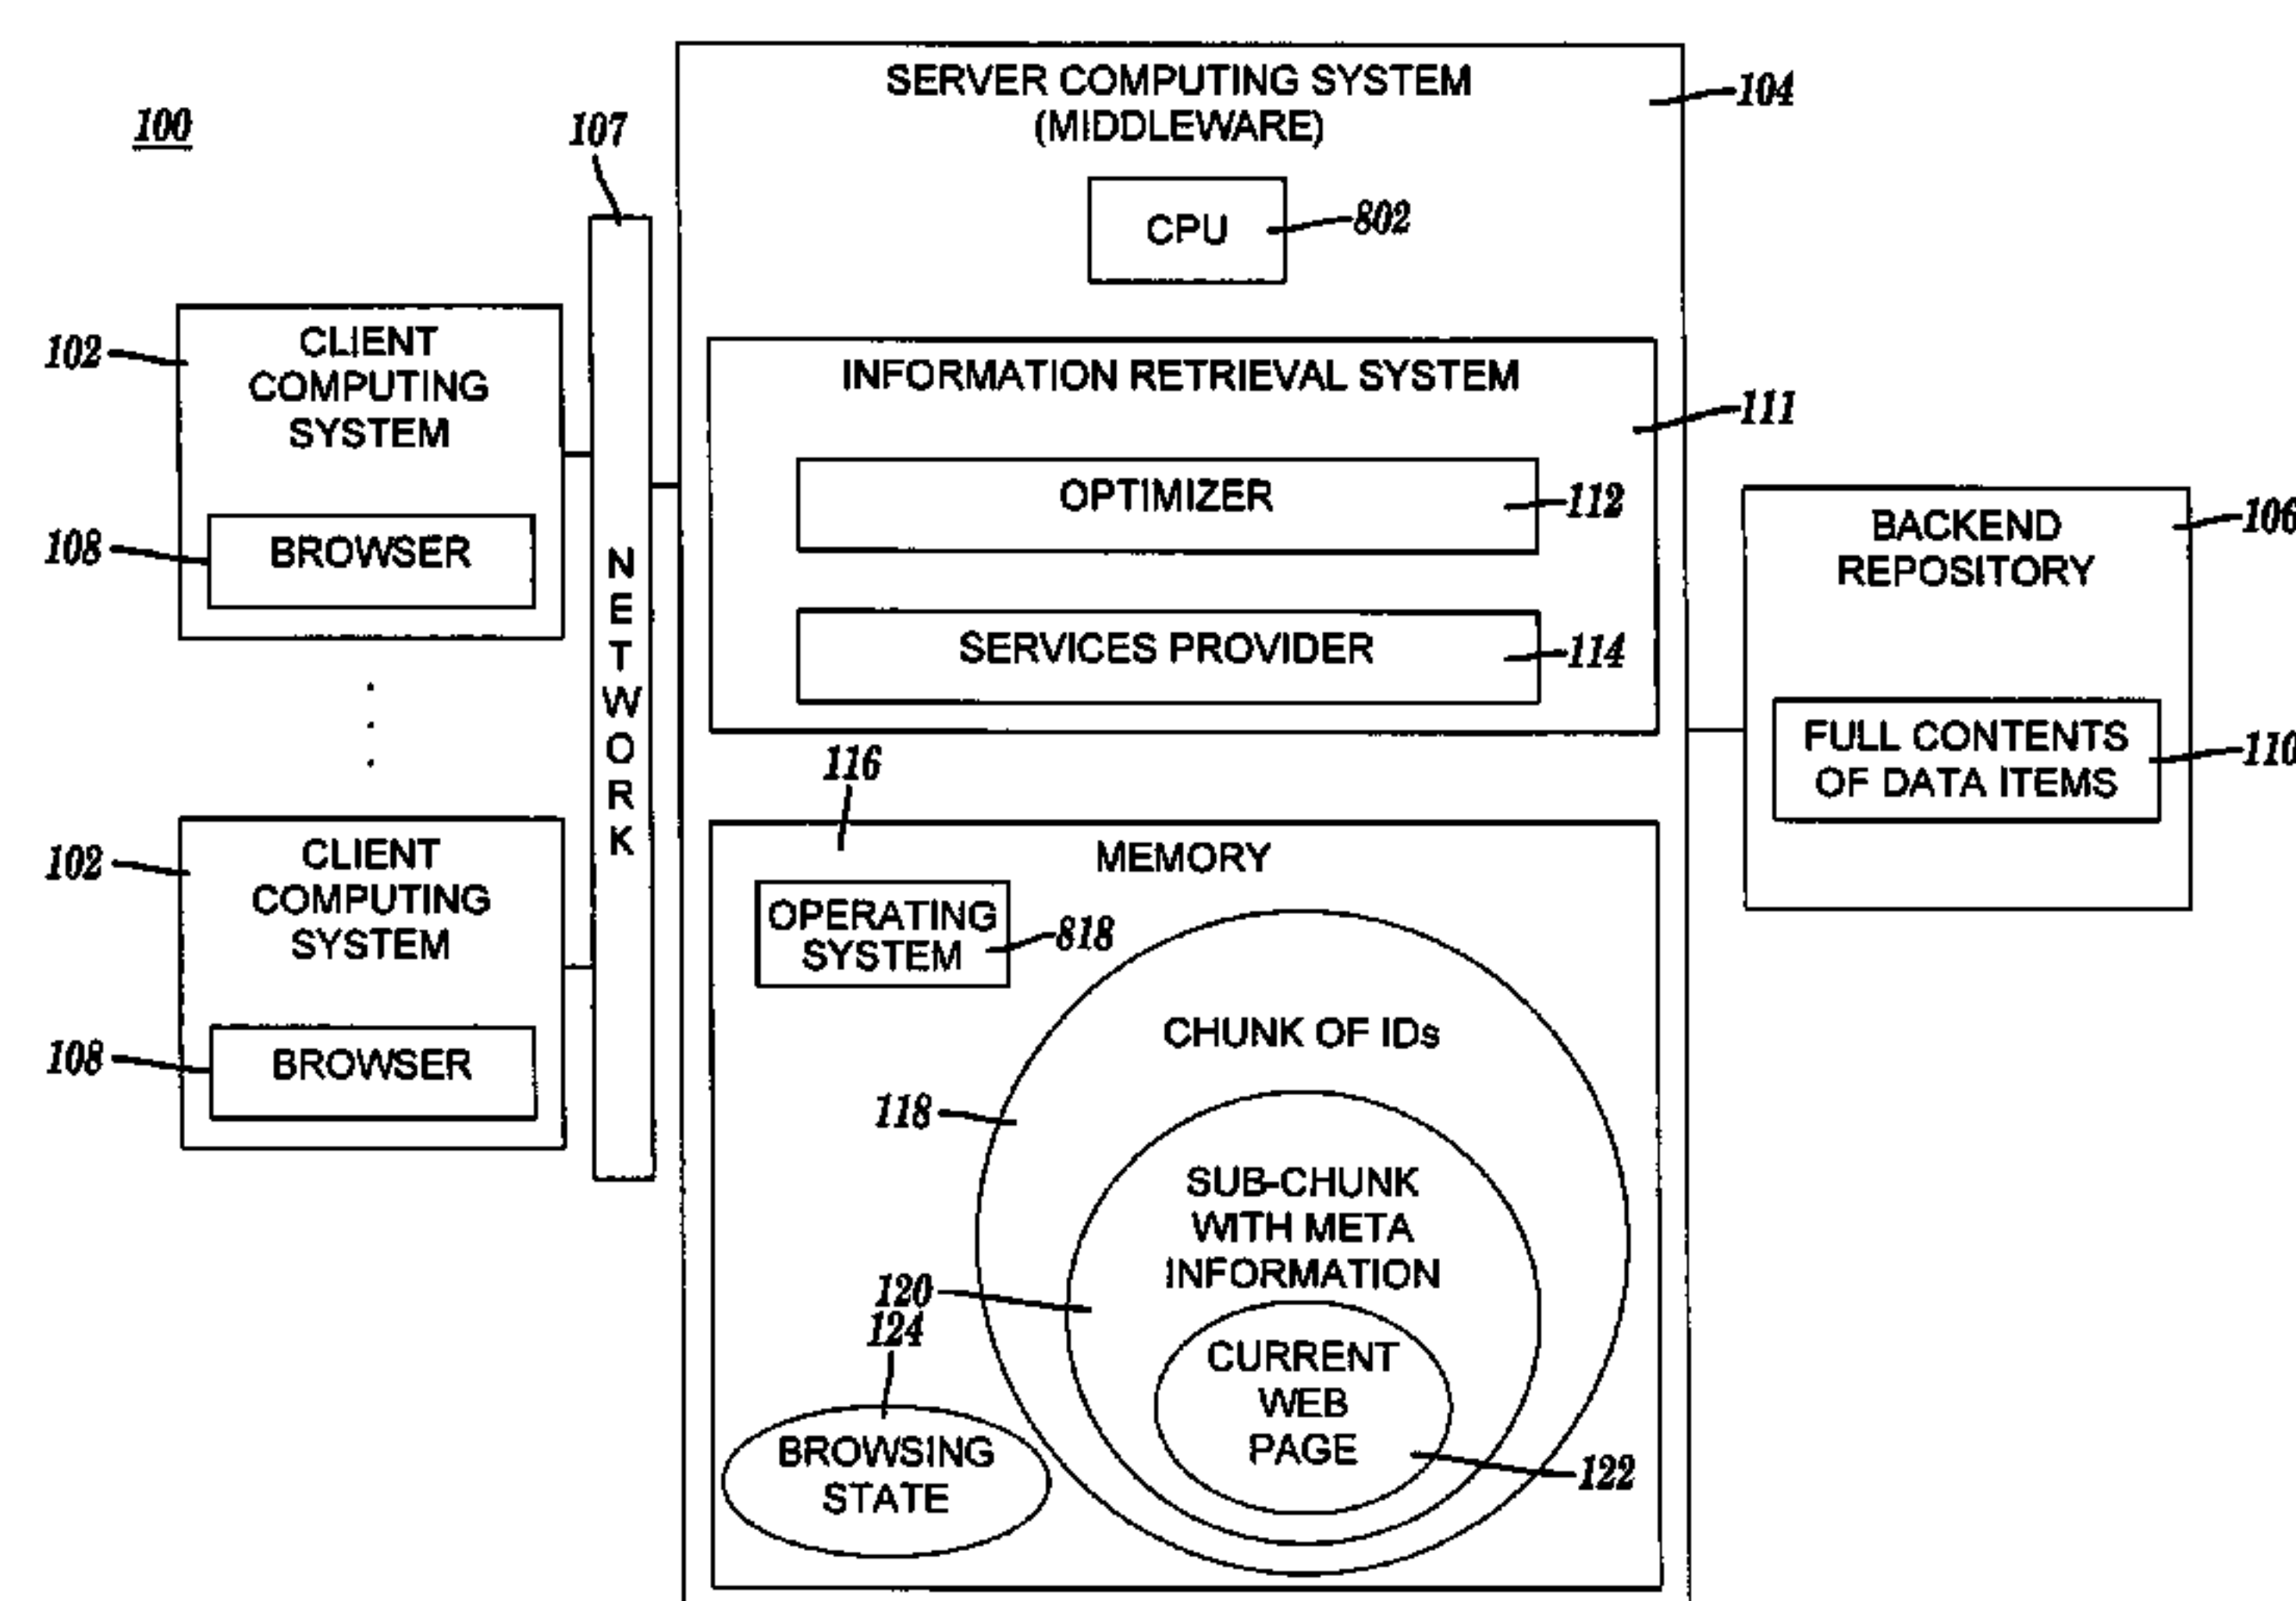 100
107
SERVER COMPUTING SYSTEM
(MIDDLEWARE)
104
CPU
802
102
CLIENT
COMPUTING
SYSTEM
108
BROWSER
NETWORK
INFORMATION RETRIEVAL SYSTEM
111
OPTIMIZER
112
SERVICES PROVIDER
114
BACKEND
REPOSITORY
106
FULL CONTENTS
OF DATA ITEMS
110
102
CLIENT
COMPUTING
SYSTEM
108
BROWSER
116
MEMORY
OPERATING
SYSTEM
818
CHUNK OF IDs
118
SUB-CHUNK
WITH META
INFORMATION
120
124
CURRENT
WEB
PAGE
122
BROWSING
STATE